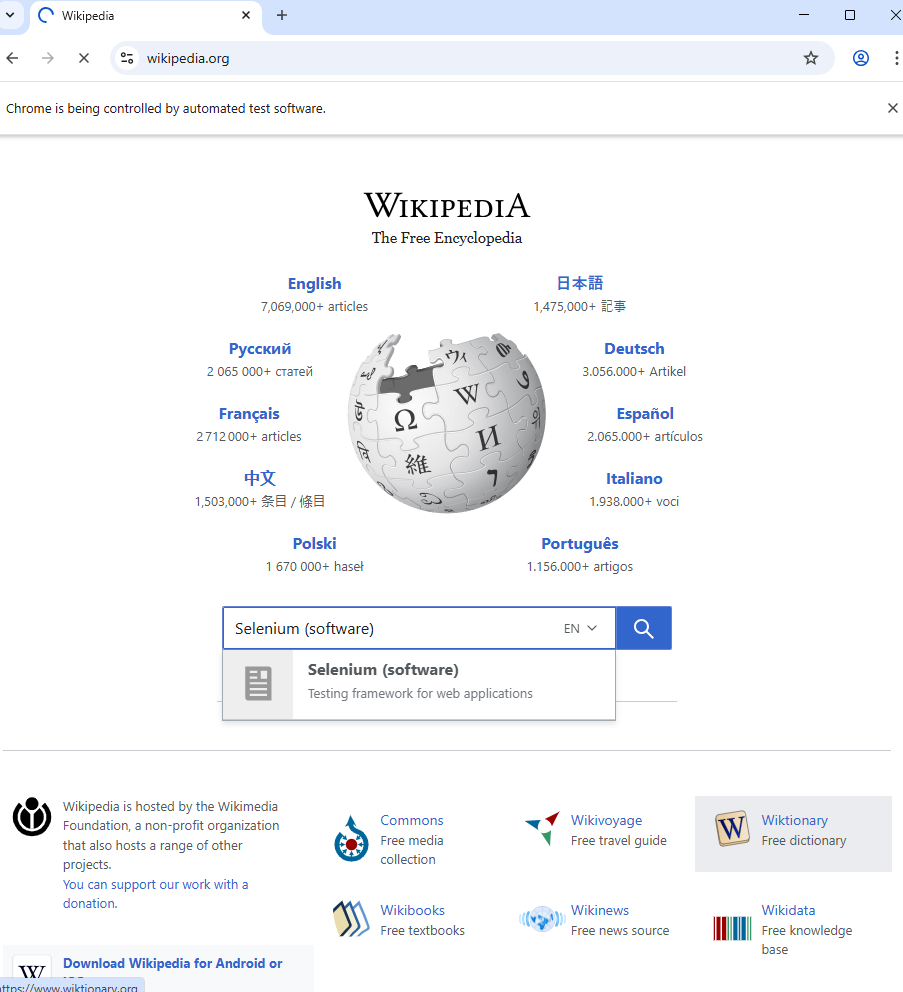 Wikipedia
wikipedia.org
Chrome is being controlled by automated test software.
WIKIPEDIA
The Free Encyclopedia
English
7,069,000+ articles
日本語
1,475,000+ 記事
Русский
2 065 000+ статей
Deutsch
3.056.000+ Artikel
Français
2 712 000+ articles
Español
2.065.000+ artículos
中文
1,503,000+ 条目 / 條目
Italiano
1.938.000+ voci
Polski
1 670 000+ haseł
Português
1.156.000+ artigos
Ω
W
И
維
Selenium (software)
EN
Selenium (software)
Testing framework for web applications
Wikipedia is hosted by the Wikimedia
Foundation, a non-profit organization
that also hosts a range of other
projects.
You can support our work with a
donation.
Commons
Free media
collection
Wikivoyage
Free travel guide
W
Wiktionary
Free dictionary
Wikibooks
Free textbooks
Wikinews
Free news source
Wikidata
Free knowledge
base
W
Download Wikipedia for Android or
https://www.wiktionary.org